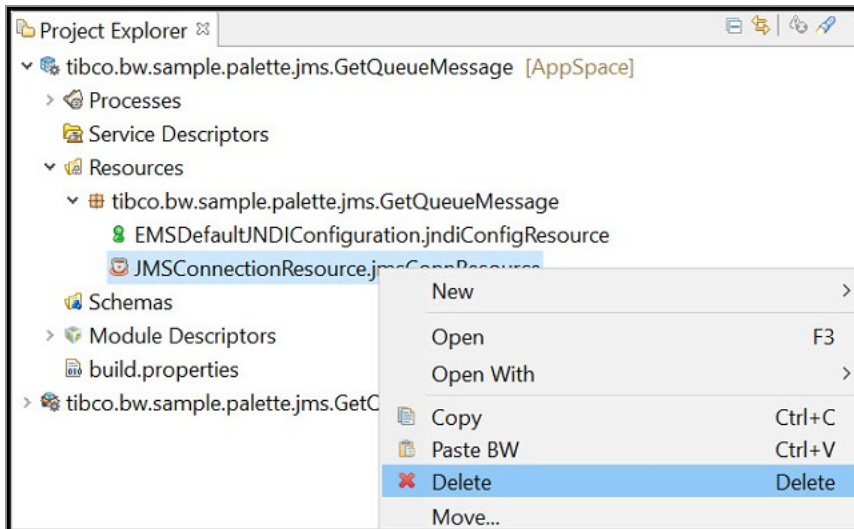 Project Explorer
tibco.bw.sample.palette.jms.GetQueueMessage [AppSpace]
Processes
Service Descriptors
Resources
tibco.bw.sample.palette.jms.GetQueueMessage
EMSDefaultJNDIConfiguration.jndiConfigResource
JMSConnectionResource.jmsConnResource
New
Schemas
Module Descriptors
Open F3
build.properties
Open With
tibco.bw.sample.palette.jms.GetQ
Copy Ctrl+C
Paste BW Ctrl+V
Delete Delete
Move...